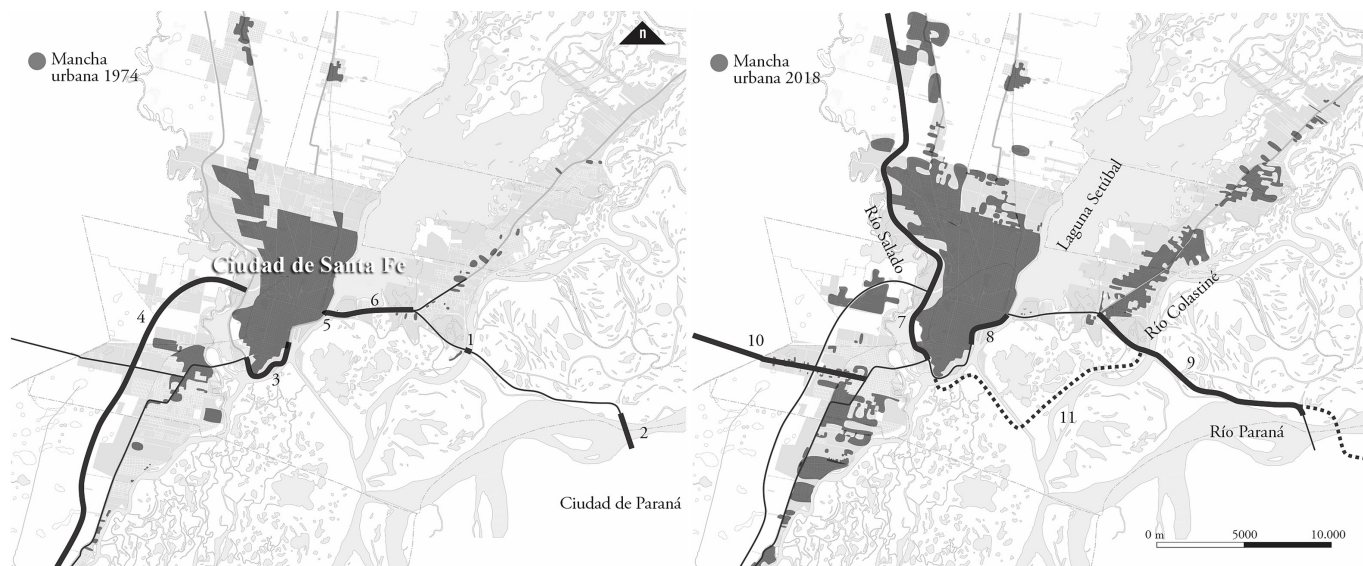 Mancha
urbana 1974
n
Ciudad de Santa Fe
4
6
5
1
3
2
Ciudad de Paraná
Mancha
urbana 2018
Laguna Setúbal
Río Salado
Río Colastiné
7
8
10
9
11
Río Paraná
0 m 5000 10.000